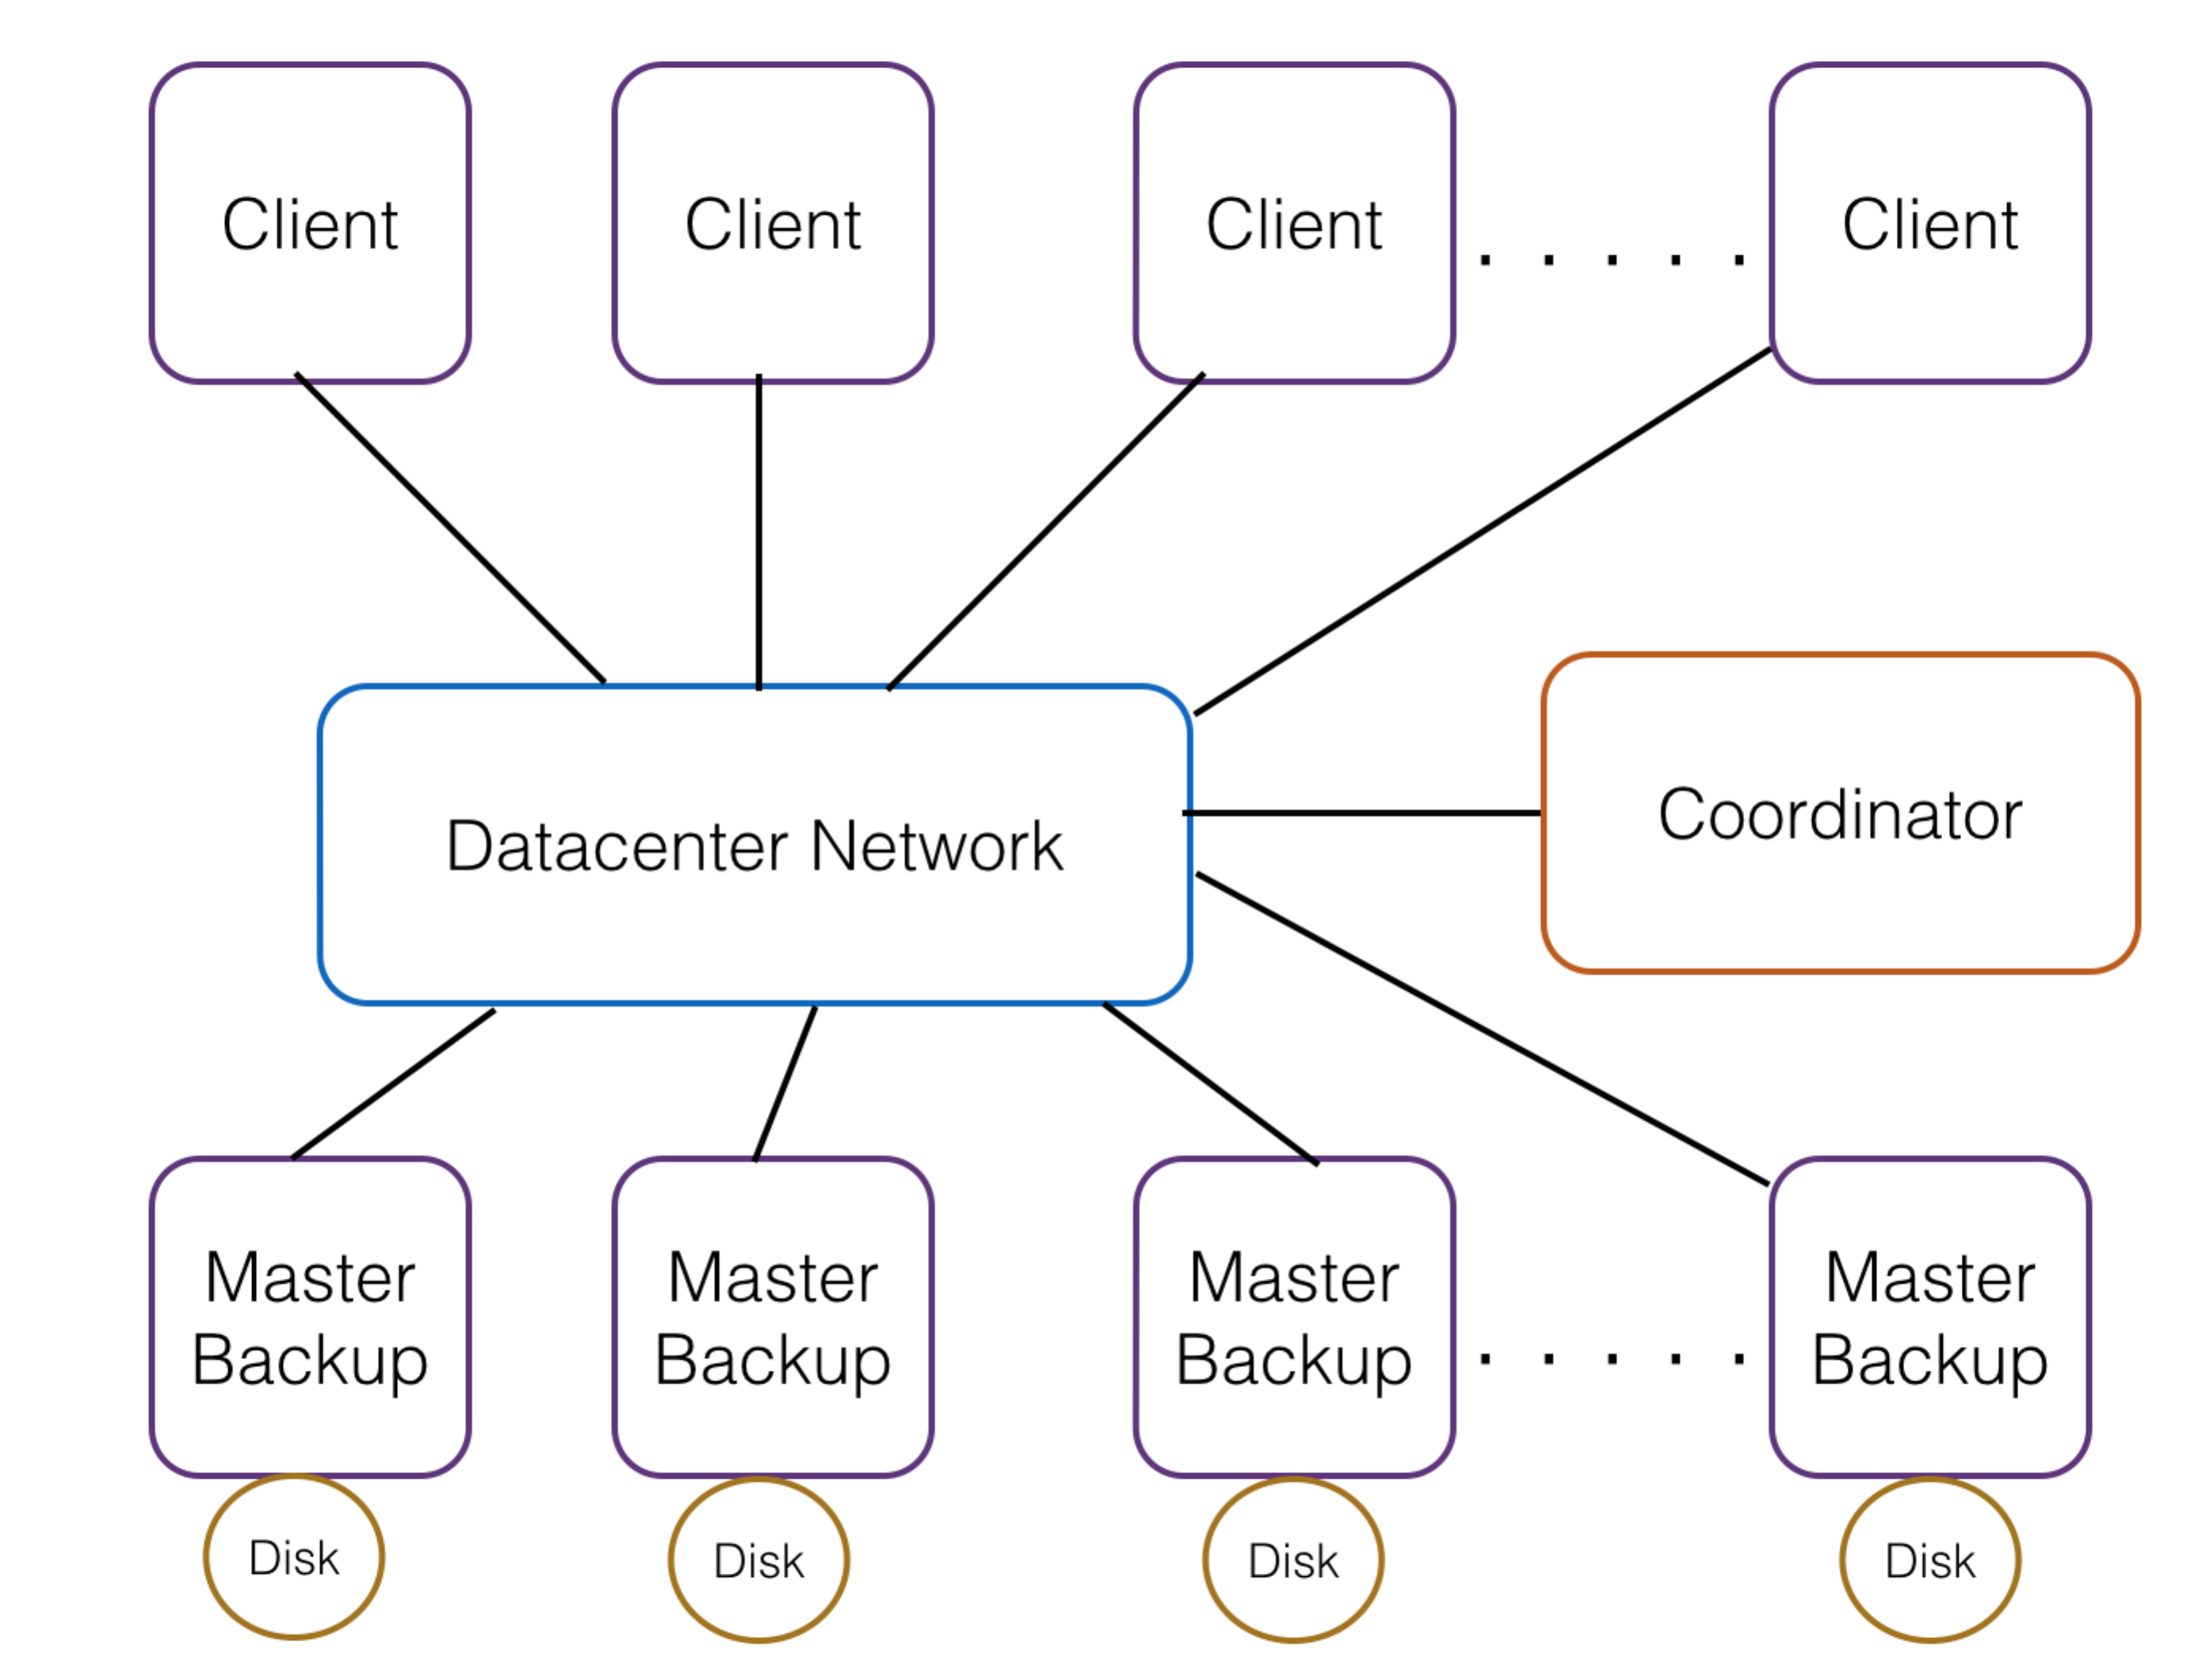 Client
Client
Client
. . . . .
Client
Datacenter Network
Coordinator
Master
Backup
Master
Backup
Master
Backup
. . . . .
Master
Backup
Disk
Disk
Disk
Disk